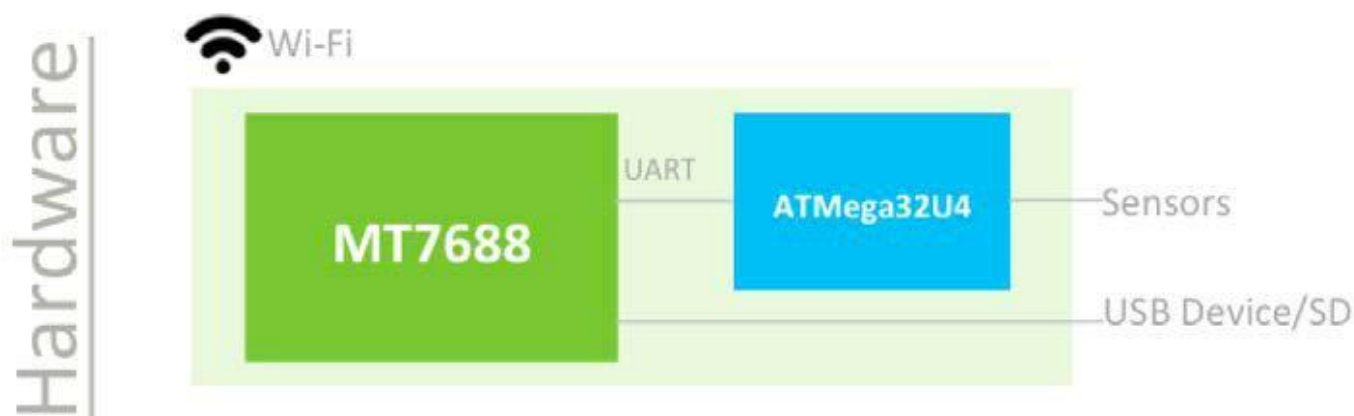 Hardware
Wi-Fi
UART
MT7688
ATMega32U4
Sensors
USB Device/SD